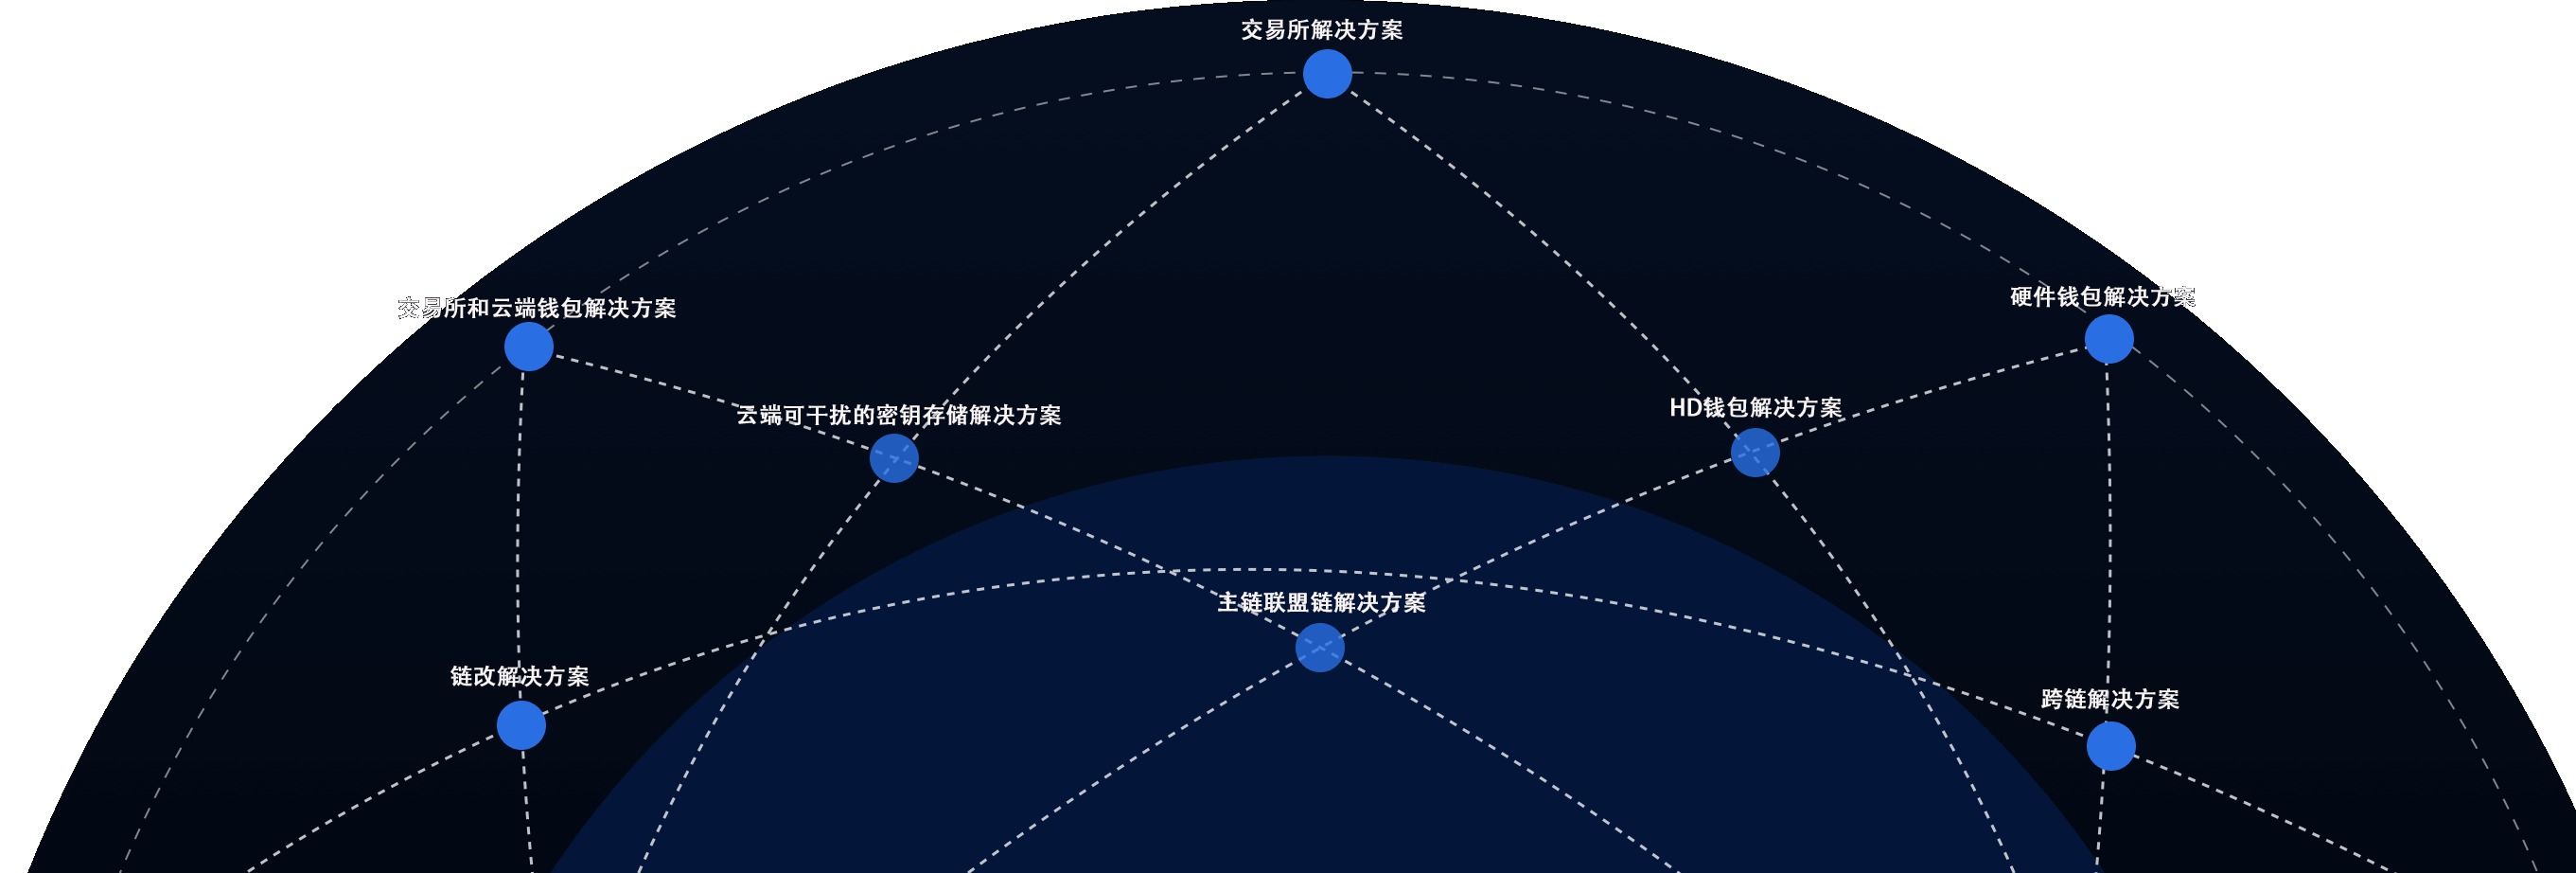 交易所解决方案
交易所和云端钱包解决方案
硬件钱包解决方案
云端可干扰的密钥存储解决方案
HD钱包解决方案
主链联盟链解决方案
链改解决方案
跨链解决方案